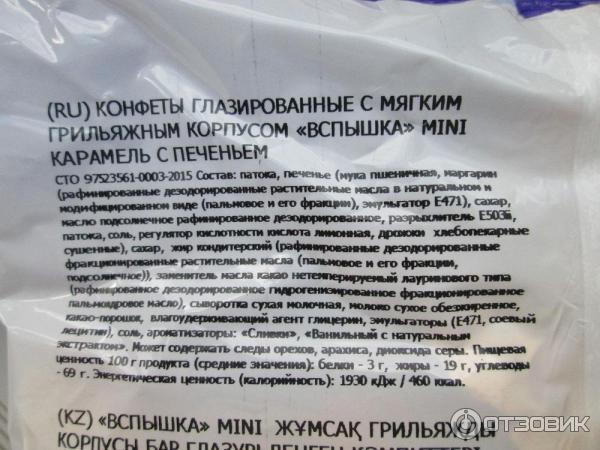 (RU) КОНФЕТЫ ГЛАЗИРОВАННЫЕ С МЯГКИМ
ГРИЛЬЯЖНЫМ КОРПУСОМ «ВСПЫШКА» MINI
КАРАМЕЛЬ С ПЕЧЕНЬЕМ
СТО 97523561-0003-2015 Состав: патока, печенье (мука пшеничная, маргарин
(рафинированные дезодорированные растительные масла в натуральном и
модифицированном виде (пальмовое и его фракции), эмульгатор Е471), сахар,
масло подсолнечное рафинированное дезодорированное, разрыхлитель Е503ii,
патока, соль, регулятор кислотности кислота лимонная, дрожжи хлебопекарные
сушенные), сахар, жир кондитерский (рафинированные дезодорированные
фракционированные растительные масла (пальмовое и его фракции,
подсолнечное)), заменитель масла какао нетемперируемый лауринового типа
(рафинированное дезодорированное гидрогенизированное фракционированное
пальмоядровое масло), сыворотка сухая молочная, молоко сухое обезжиренное,
какао-порошок, влагоудерживающий агент глицерин, эмульгаторы (Е471, соевый
лецитин), соль, ароматизаторы: «Сливки», «Ванильный с натуральным
экстрактом». Может содержать следы орехов, арахиса, диоксида серы. Пищевая
ценность 100 г продукта (средние значения): белки - 3 г, жиры - 19 г, углеводы
- 69 г. Энергетическая ценность (калорийность): 1930 кДж / 460 ккал.
(KZ) «ВСПЫШКА» MINI ЖҰМСАҚ ГРИЛЬЯЖДЫ
КОРПУСЫ БАР ГЛАЗУРЬЛЕНГЕН КОМПИТТЕРІ
ОТЗОВИК